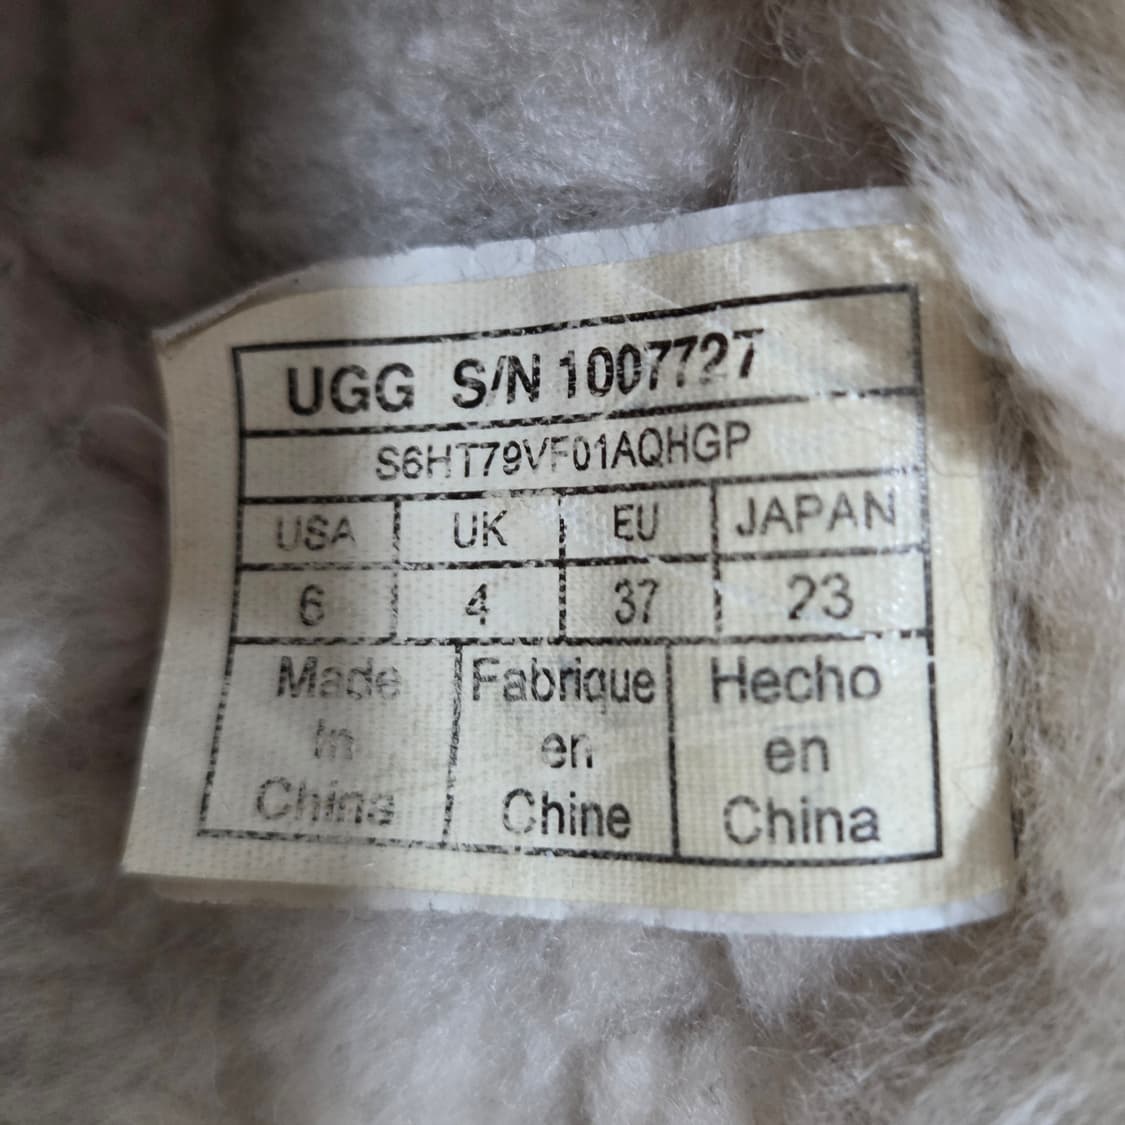 UGG S/N 1007727
S6HT79VF01AQHGP
USA UK EU JAPAN
6 4 37 23
Made Fabrique Hecho
In en en
China Chine China